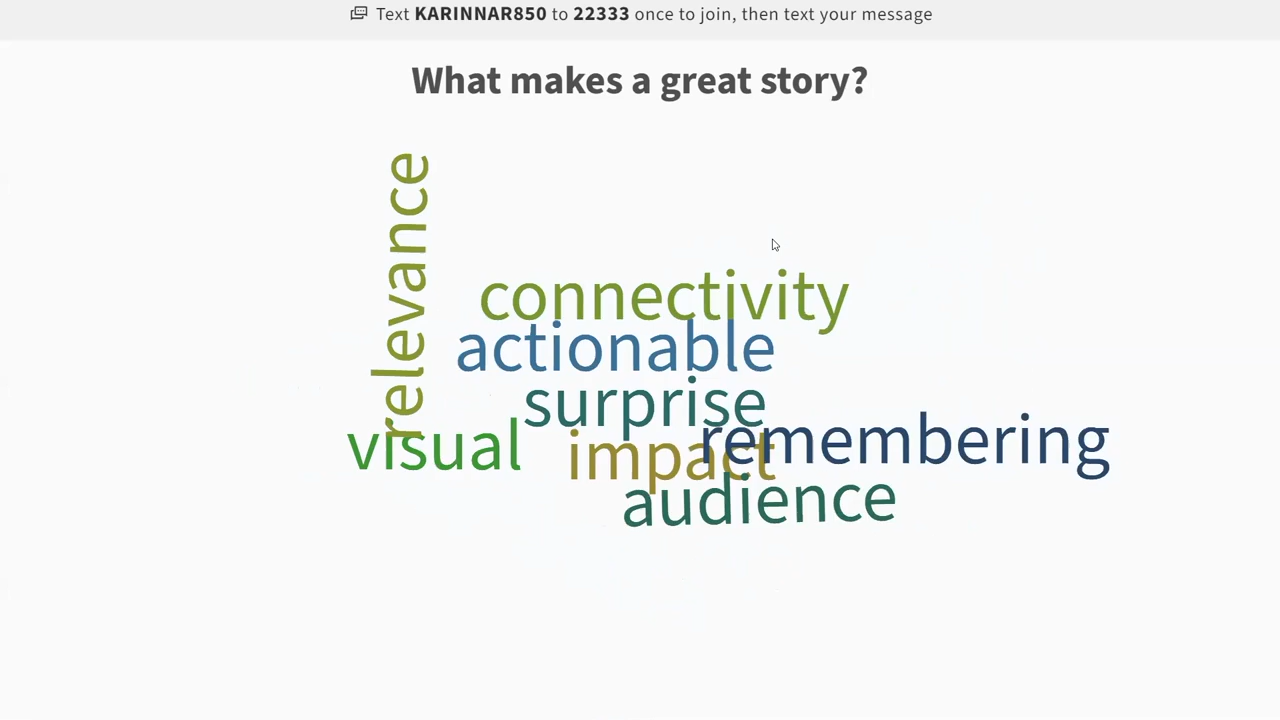 Text KARINNAR850 to 22333 once to join, then text your message
What makes a great story?
relevance
connectivity
actionable
surprise
remembering
visual
impact
audience